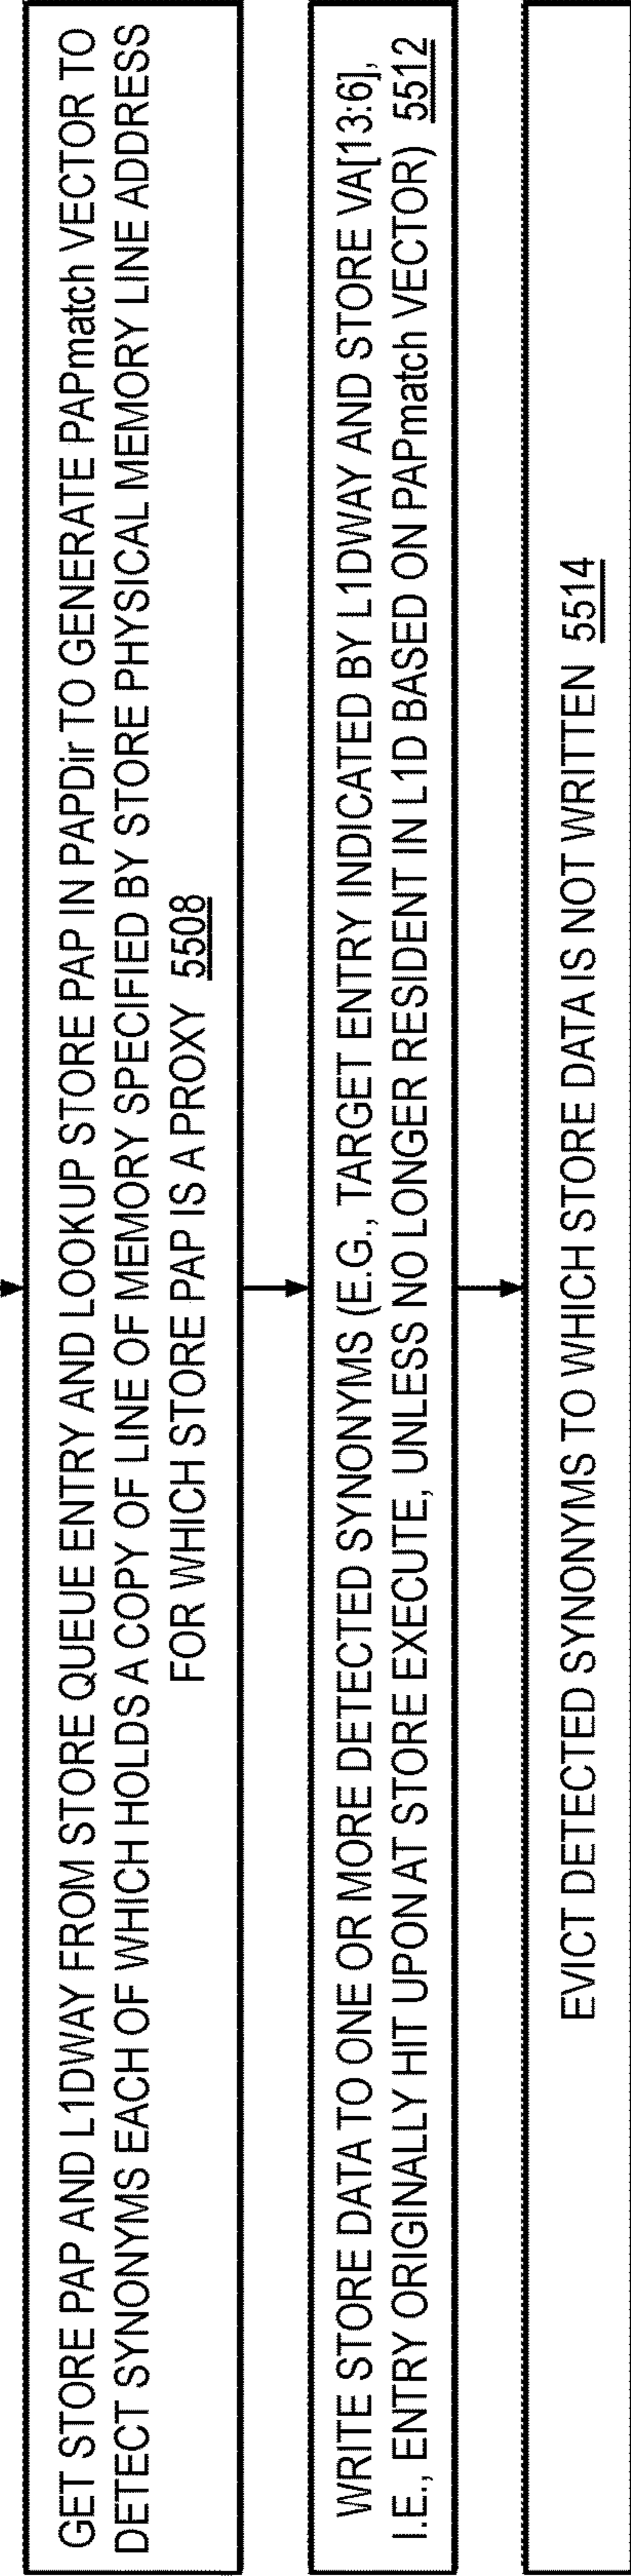 GET STORE PAP AND L1DWAY FROM STORE QUEUE ENTRY AND LOOKUP STORE PAP IN PAPDir TO GENERATE PAPmatch VECTOR TO
DETECT SYNONYMS EACH OF WHICH HOLDS A COPY OF LINE OF MEMORY SPECIFIED BY STORE PHYSICAL MEMORY LINE ADDRESS
FOR WHICH STORE PAP IS A PROXY 5508
WRITE STORE DATA TO ONE OR MORE DETECTED SYNONYMS (E.G., TARGET ENTRY INDICATED BY L1DWAY AND STORE VA[13:6],
I.E., ENTRY ORIGINALLY HIT UPON AT STORE EXECUTE, UNLESS NO LONGER RESIDENT IN L1D BASED ON PAPmatch VECTOR) 5512
EVICT DETECTED SYNONYMS TO WHICH STORE DATA IS NOT WRITTEN 5514